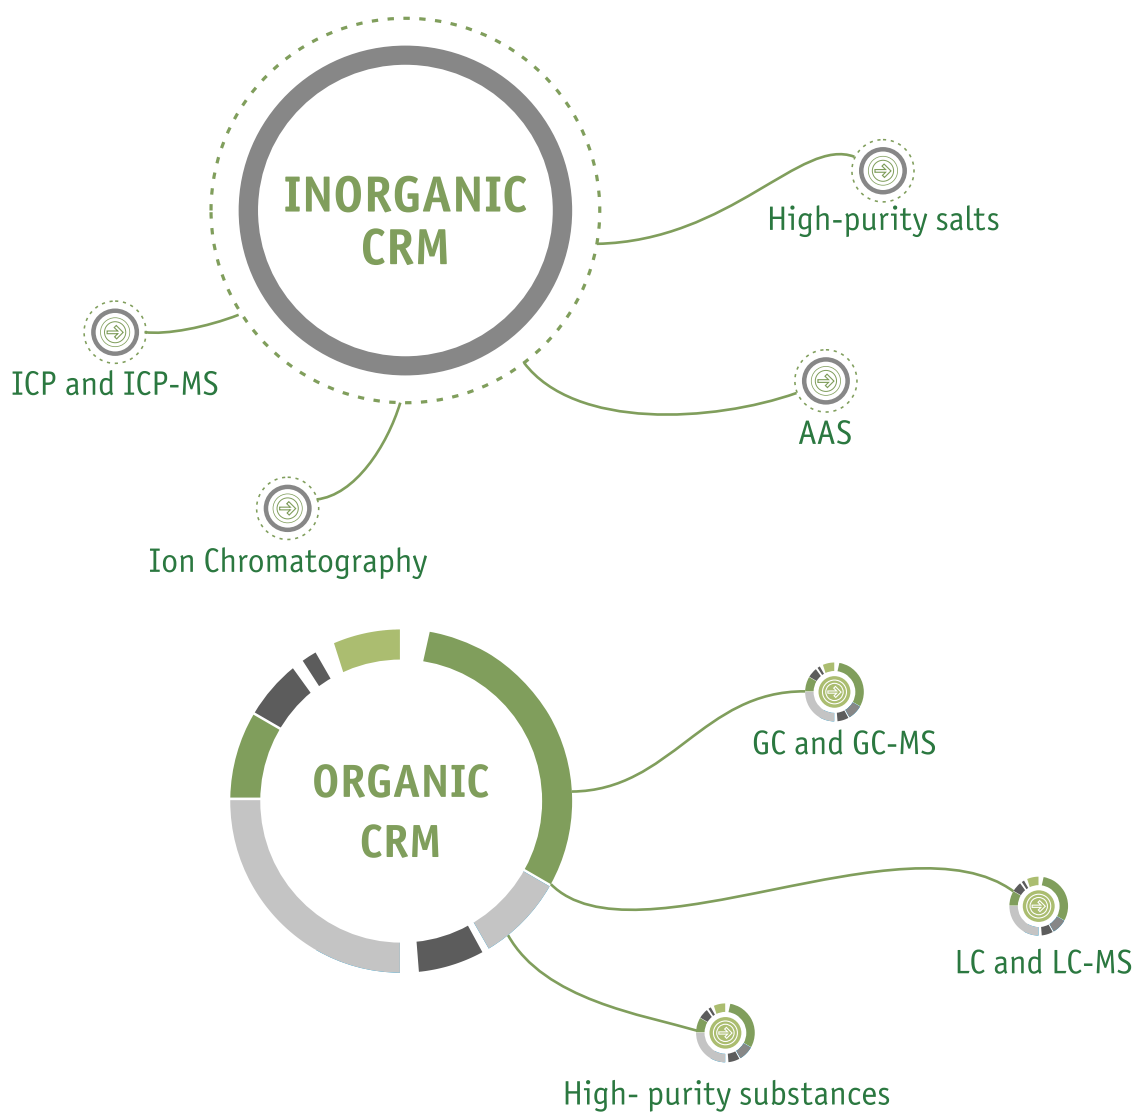 INORGANIC
CRM
High-purity salts
ICP and ICP-MS
AAS
Ion Chromatography
ORGANIC
CRM
GC and GC-MS
LC and LC-MS
High- purity substances